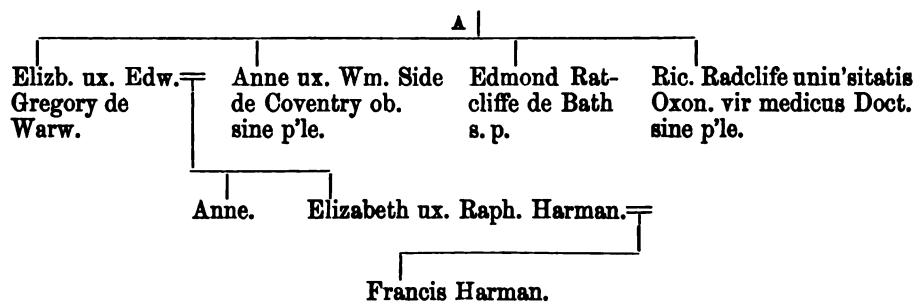 A
Elizb. ux. Edw.
Gregory de
Warw.
Anne ux. Wm. Side
de Coventry ob.
sine p'le.
Edmond Rat-
cliffe de Bath
s. p.
Ric. Radclife uniu'sitatis
Oxon. vir medicus Doct.
sine p'le.
Anne.
Elizabeth ux. Raph. Harman.
Francis Harman.